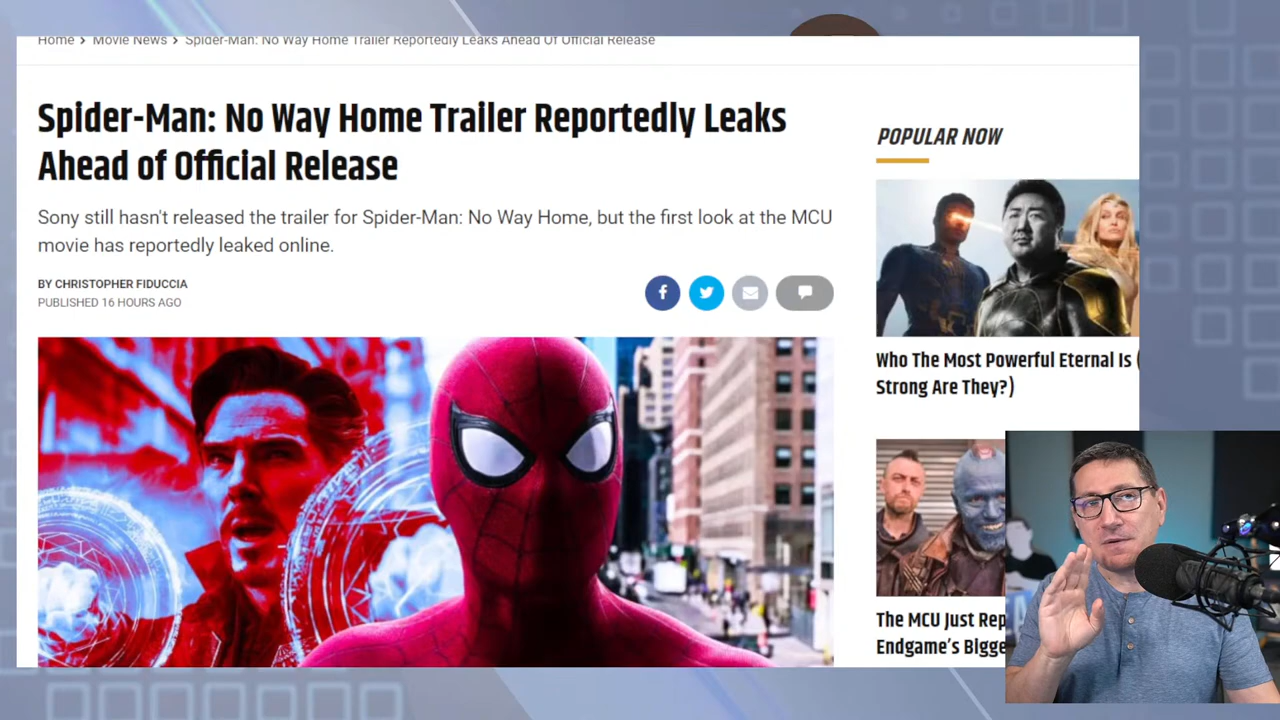 Home > Movie News > Spider-Man: No Way Home Trailer Reportedly Leaks Ahead Of Official Release
Spider-Man: No Way Home Trailer Reportedly Leaks
Ahead of Official Release
Sony still hasn't released the trailer for Spider-Man: No Way Home, but the first look at the MCU
movie has reportedly leaked online.
BY CHRISTOPHER FIDUCCIA
PUBLISHED 16 HOURS AGO
f
POPULAR NOW
Who The Most Powerful Eternal Is (
Strong Are They?)
The MCU Just Rep
Endgame's Bigge